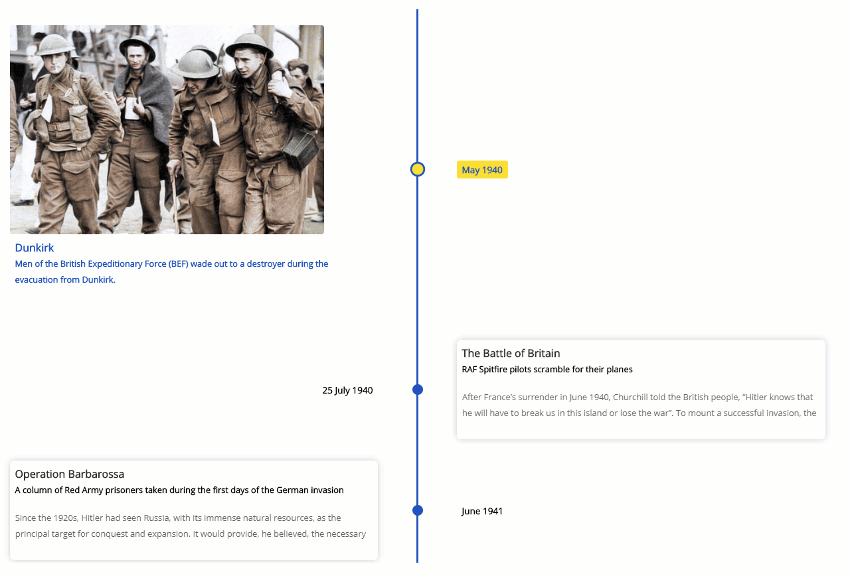 May 1940
Dunkirk
Men of the British Expeditionary Force (BEF) wade out to a destroyer during the
evacuation from Dunkirk.
25 July 1940
The Battle of Britain
RAF Spitfire pilots scramble for their planes
After France's surrender in June 1940, Churchill told the British people, “Hitler knows that
he will have to break us in this island or lose the war”. To mount a successful invasion, the
Operation Barbarossa
A column of Red Army prisoners taken during the first days of the German invasion
Since the 1920s, Hitler had seen Russia, with its immense natural resources, as the
principal target for conquest and expansion. It would provide, he believed, the necessary
June 1941